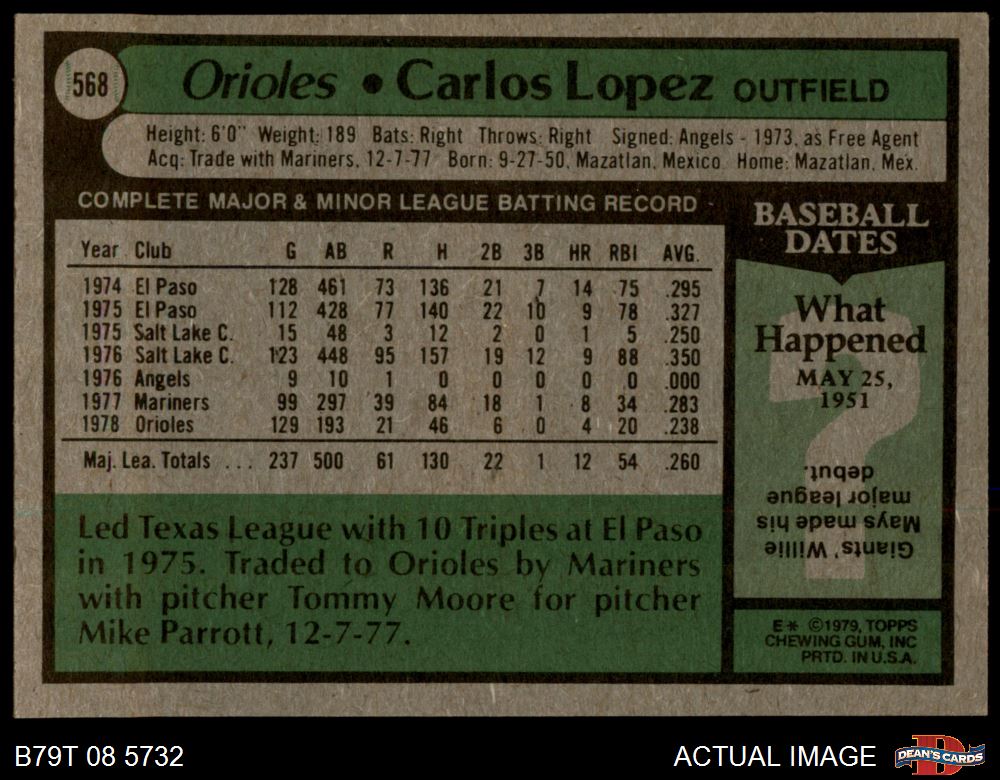 568
Orioles • Carlos Lopez OUTFIELD
Height: 6'0" Weight: 189 Bats: Right Throws: Right Signed: Angels - 1973, as Free Agent
Acq: Trade with Mariners, 12-7-77 Born: 9-27-50, Mazatlan, Mexico Home: Mazatlan, Mex.
COMPLETE MAJOR & MINOR LEAGUE BATTING RECORD
Year Club G AB R H 2B 3B HR RBI AVG.
1974 El Paso 128 461 73 136 21 7 14 75 .295
1975 El Paso 112 428 77 140 22 10 9 78 .327
1975 Salt Lake C. 15 48 3 12 2 0 1 5 .250
1976 Salt Lake C. 123 448 95 157 19 12 9 88 .350
1976 Angels 9 10 1 0 0 0 0 0 .000
1977 Mariners 99 297 39 84 18 1 8 34 .283
1978 Orioles 129 193 21 46 6 0 4 20 .238
Maj. Lea. Totals ... 237 500 61 130 22 1 12 54 .260
Led Texas League with 10 Triples at El Paso
in 1975. Traded to Orioles by Mariners
with pitcher Tommy Moore for pitcher
Mike Parrott, 12-7-77.
BASEBALL
DATES
What
Happened
MAY 25,
1951
?
Giants' Willie
Mays made his
major league
debut.
E* ©1979, TOPPS
CHEWING GUM, INC
PRTD. IN U.S.A.
B79T 08 5732
ACTUAL IMAGE
D
DEAN'S CARDS